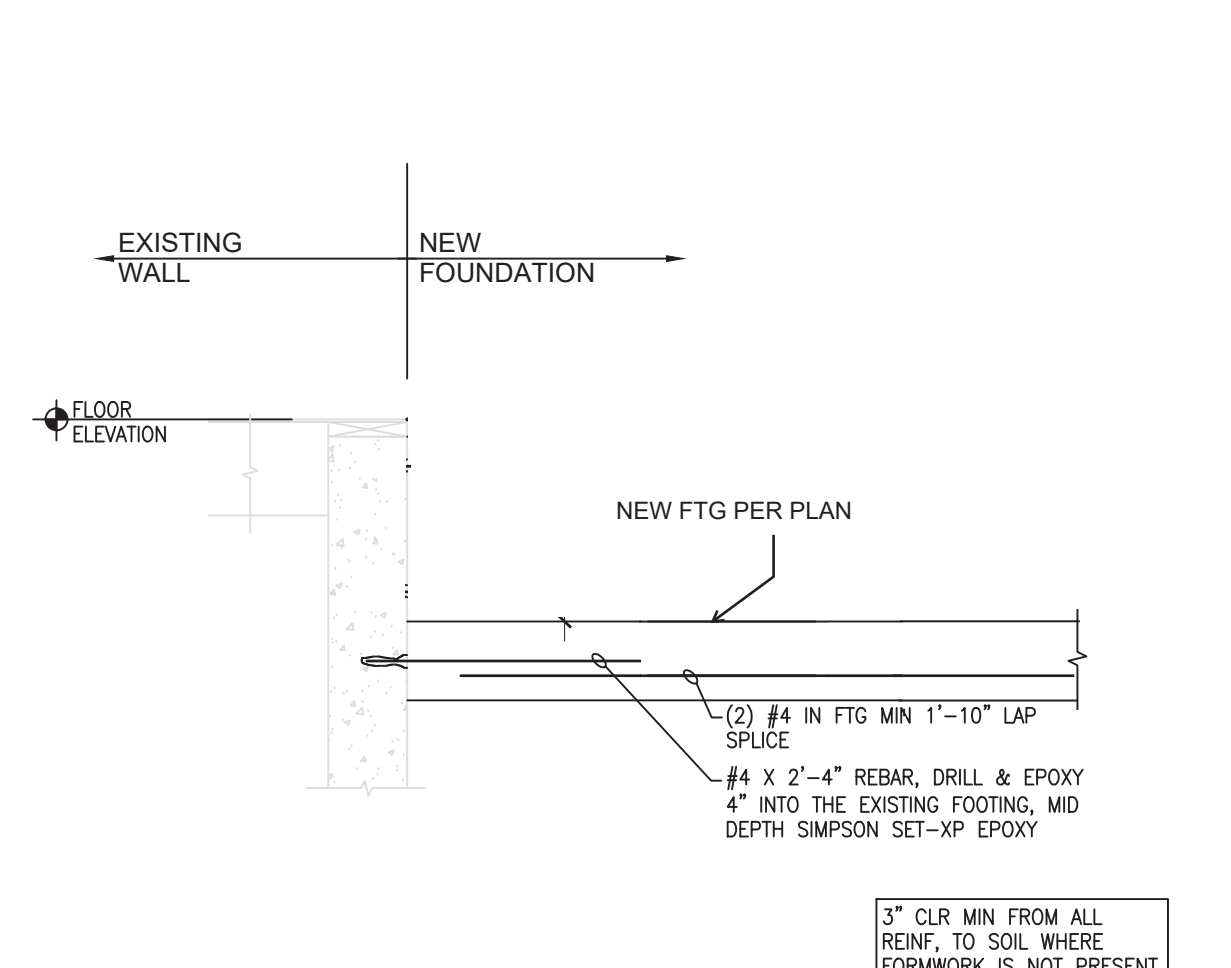 EXISTING
WALL
NEW
FOUNDATION
FLOOR
ELEVATION
NEW FTG PER PLAN
(2) #4 IN FTG MIN 1'-10" LAP
SPLICE
#4 X 2'-4" REBAR, DRILL & EPOXY
4" INTO THE EXISTING FOOTING, MID
DEPTH SIMPSON SET-XP EPOXY
3" CLR MIN FROM ALL
REINF, TO SOIL WHERE
FORMWORK IS NOT PRESENT